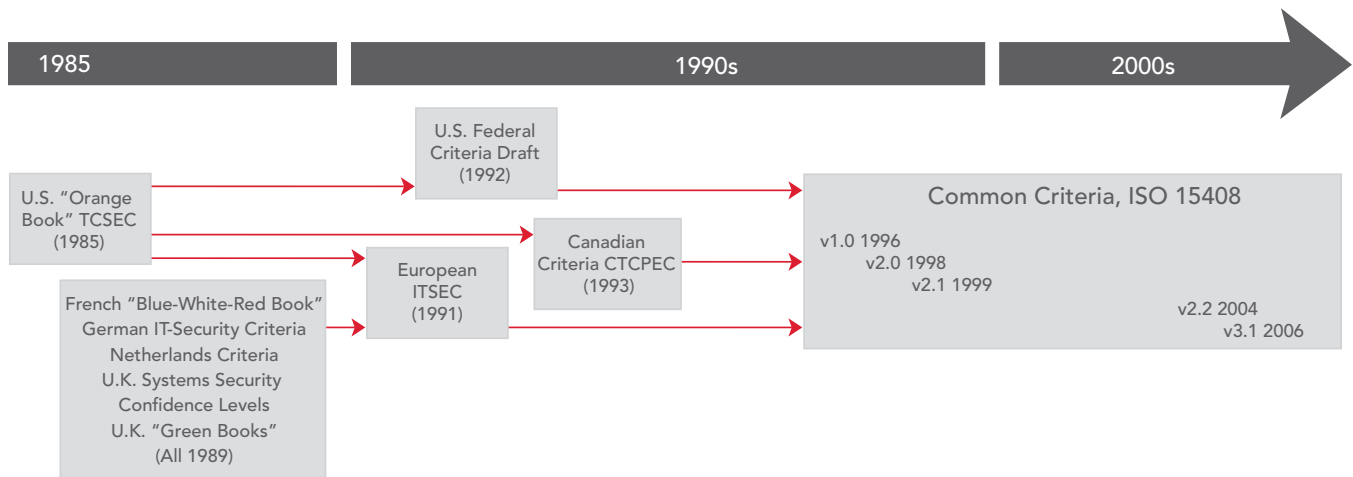 1985
1990s
2000s
U.S. Federal
Criteria Draft
(1992)
U.S. “Orange
Book” TCSEC
(1985)
Canadian
Criteria CTCPEC
(1993)
European
ITSEC
(1991)
French “Blue-White-Red Book”
German IT-Security Criteria
Netherlands Criteria
U.K. Systems Security
Confidence Levels
U.K. “Green Books”
(All 1989)
Common Criteria, ISO 15408
v1.0 1996
v2.0 1998
v2.1 1999
v2.2 2004
v3.1 2006